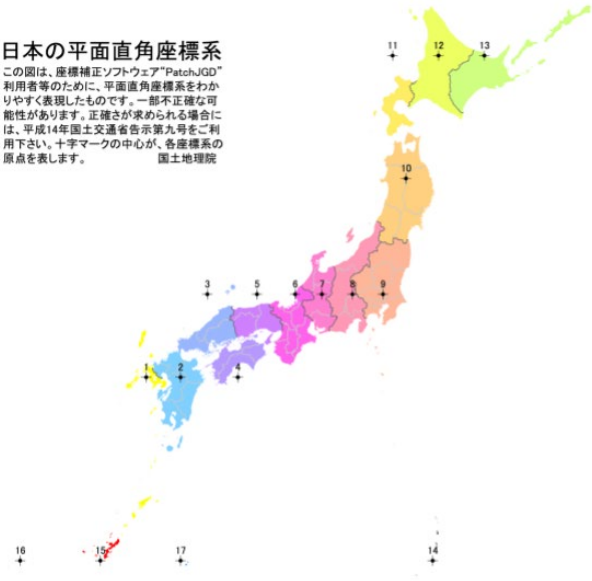 日本の平面直角座標系
この図は、座標補正ソフトウェア“PatchJGD”
利用者等のために、平面直角座標系をわか
りやすく表現したものです。一部不正確な可
能性があります。正確さが求められる場合に
は、平成14年国土交通省告示第九号をご利
用下さい。十字マークの中心が、各座標系の
原点を表します。 国土地理院
11 12 13
10
3 5 6 7 8 9
1 2 4
16 15 17 14